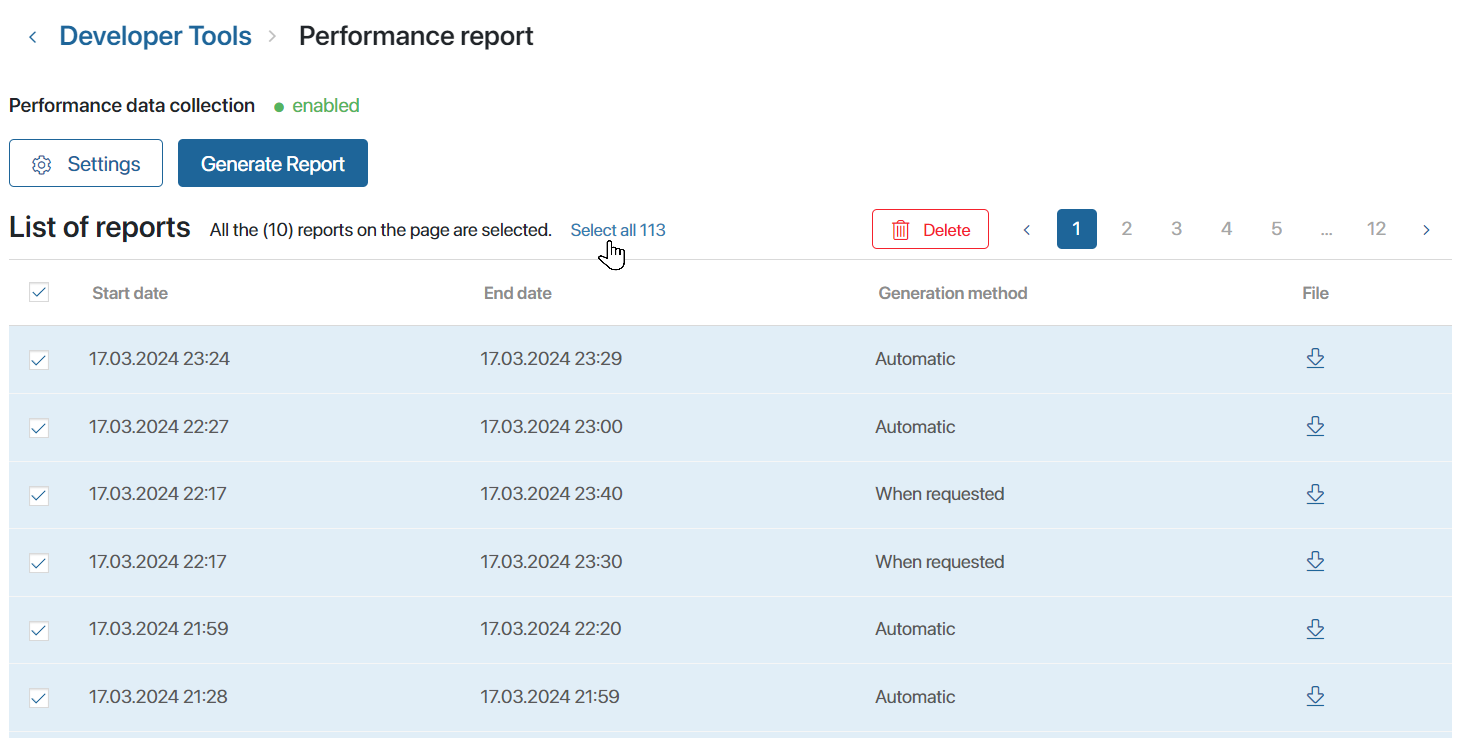 Developer Tools > Performance report
Performance data collection enabled
Settings Generate Report
List of reports All the (10) reports on the page are selected. Select all 113 Delete 1 2 3 4 5 ... 12
Start date End date Generation method File
17.03.2024 23:24 17.03.2024 23:29 Automatic
17.03.2024 22:27 17.03.2024 23:00 Automatic
17.03.2024 22:17 17.03.2024 23:40 When requested
17.03.2024 22:17 17.03.2024 23:30 When requested
17.03.2024 21:59 17.03.2024 22:20 Automatic
17.03.2024 21:28 17.03.2024 21:59 Automatic